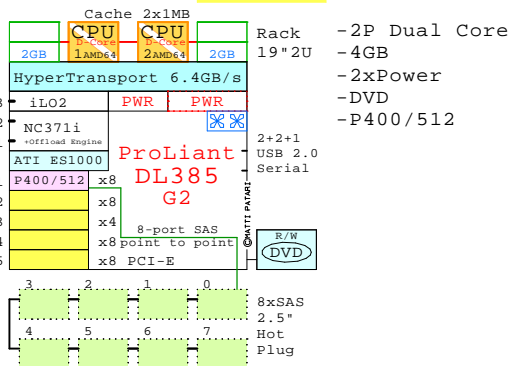 Cache 2x1MB
CPU CPU Rack
D-Core D-Core
2GB 1AMD64 2AMD64 2GB 19"2U
HyperTransport 6.4GB/s
iLO2 PWR PWR
NC371i
+Offload Engine
2+2+1
USB 2.0
Serial
ATI ES1000
ProLiant
DL385
G2
P400/512 x8
x8
x4
8-port SAS
x8 point to point
x8 PCI-E
©MATTI PATARI
R/W
DVD
3 2 1 0
8xSAS
2.5"
Hot
Plug
4 5 6 7
-2P Dual Core
-4GB
-2xPower
-DVD
-P400/512